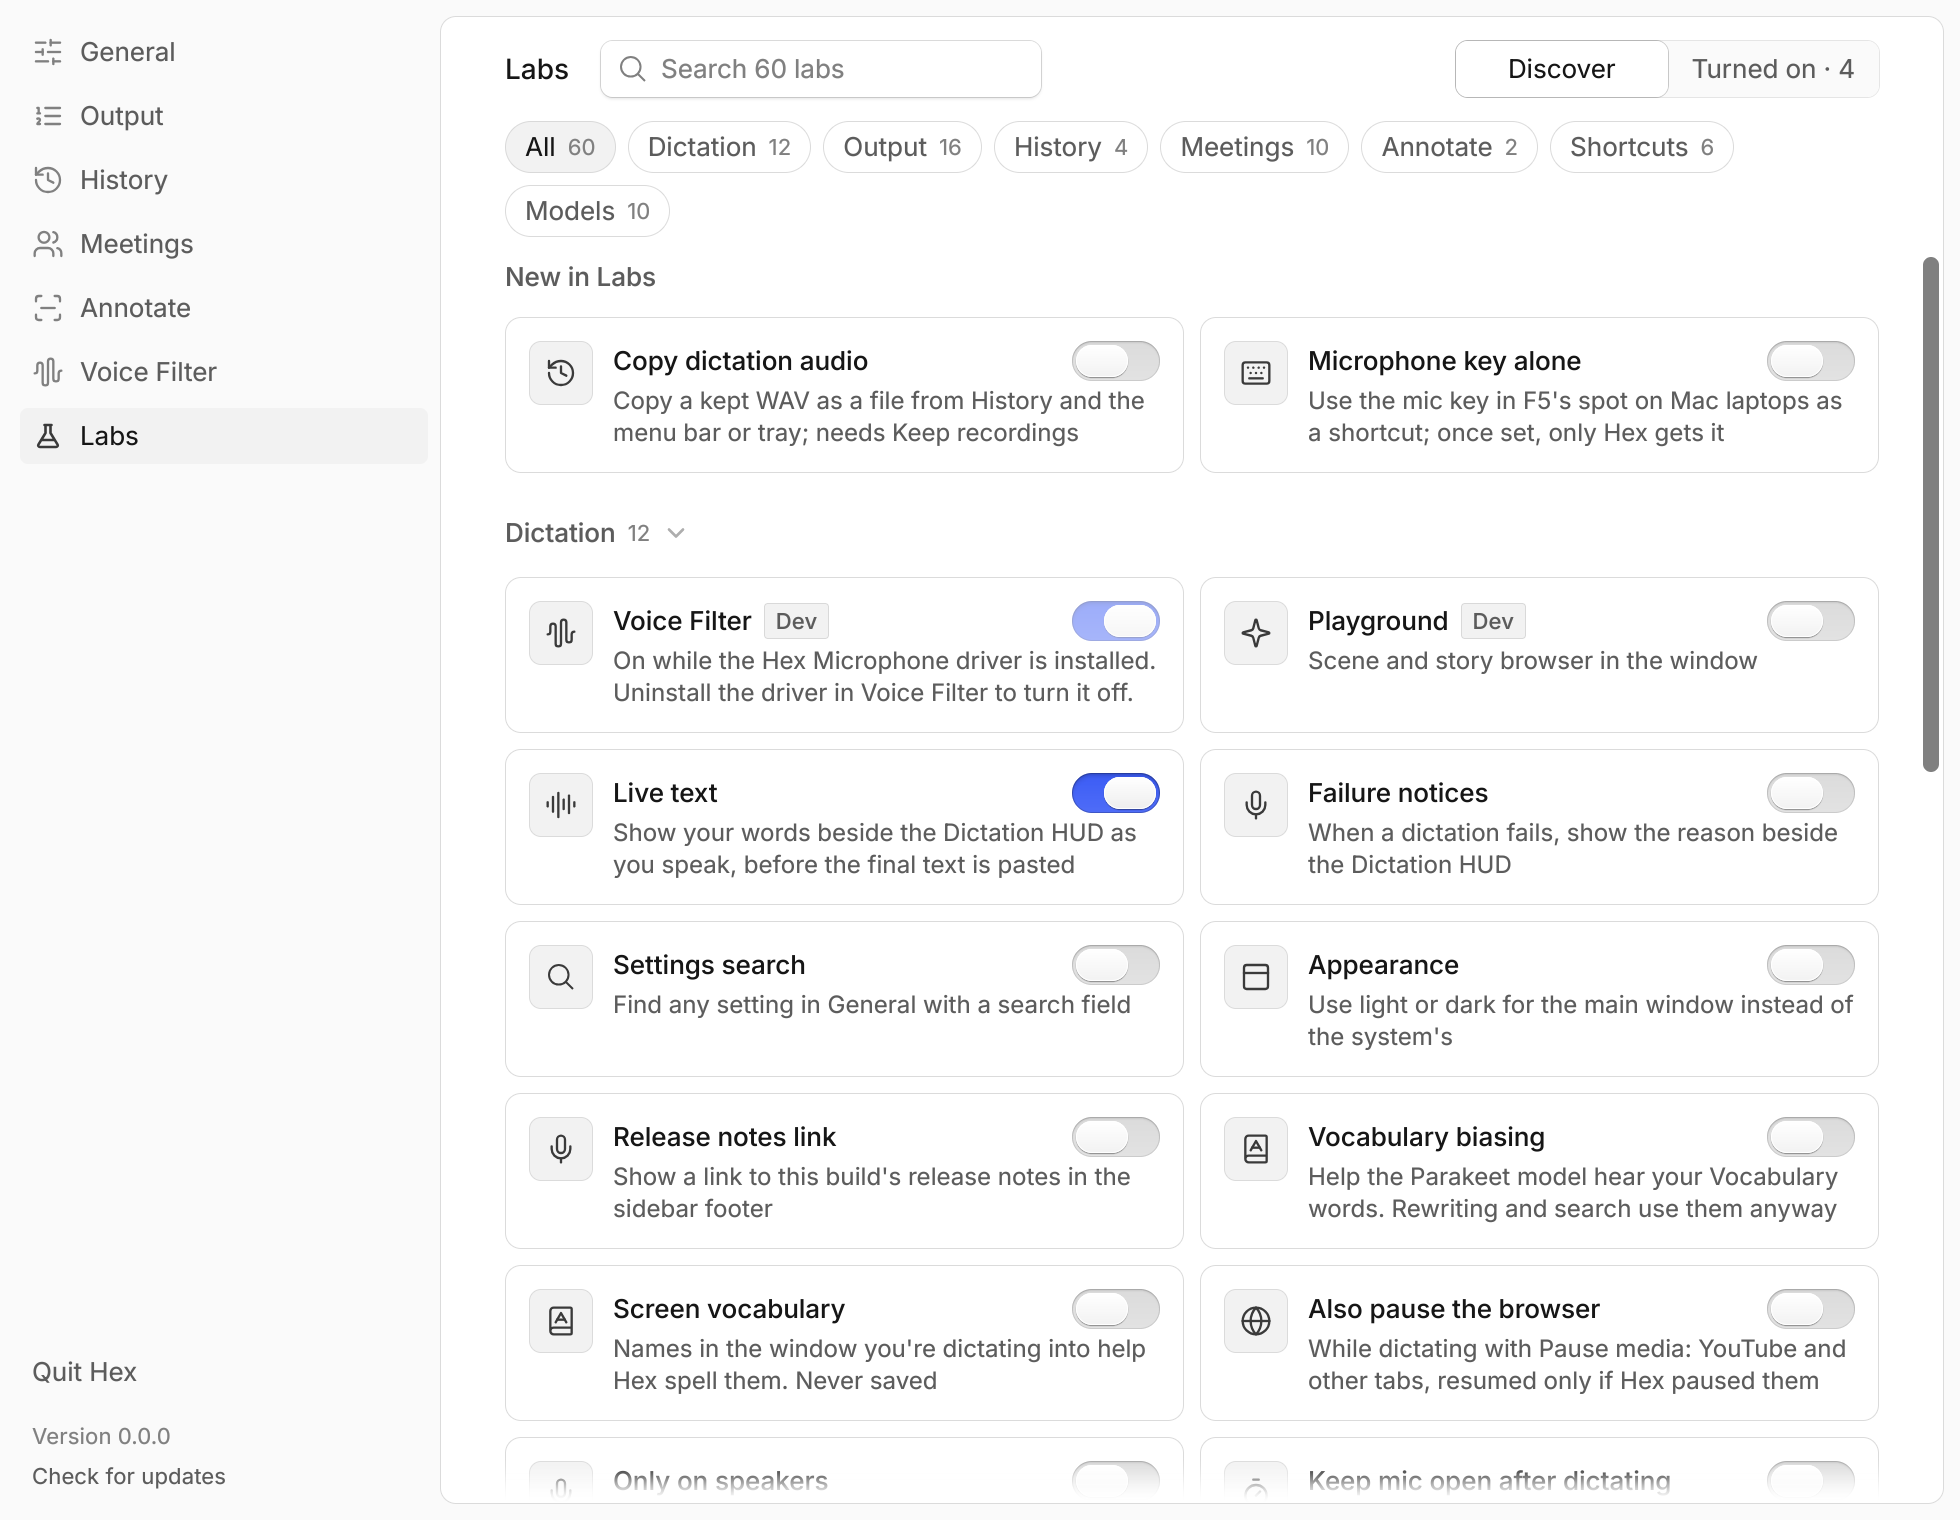 General
Output
History
Meetings
Annotate
Voice Filter
Labs
Quit Hex
Version 0.0.0
Check for updates
Labs
Search 60 labs
Discover
Turned on · 4
All 60
Dictation 12
Output 16
History 4
Meetings 10
Annotate 2
Shortcuts 6
Models 10
New in Labs
Copy dictation audio
Copy a kept WAV as a file from History and the
menu bar or tray; needs Keep recordings
Microphone key alone
Use the mic key in F5's spot on Mac laptops as
a shortcut; once set, only Hex gets it
Dictation 12
Voice Filter Dev
On while the Hex Microphone driver is installed.
Uninstall the driver in Voice Filter to turn it off.
Playground Dev
Scene and story browser in the window
Live text
Show your words beside the Dictation HUD as
you speak, before the final text is pasted
Failure notices
When a dictation fails, show the reason beside
the Dictation HUD
Settings search
Find any setting in General with a search field
Appearance
Use light or dark for the main window instead of
the system's
Release notes link
Show a link to this build's release notes in the
sidebar footer
Vocabulary biasing
Help the Parakeet model hear your Vocabulary
words. Rewriting and search use them anyway
Screen vocabulary
Names in the window you're dictating into help
Hex spell them. Never saved
Also pause the browser
While dictating with Pause media: YouTube and
other tabs, resumed only if Hex paused them
Only on speakers
Keep mic open after dictating